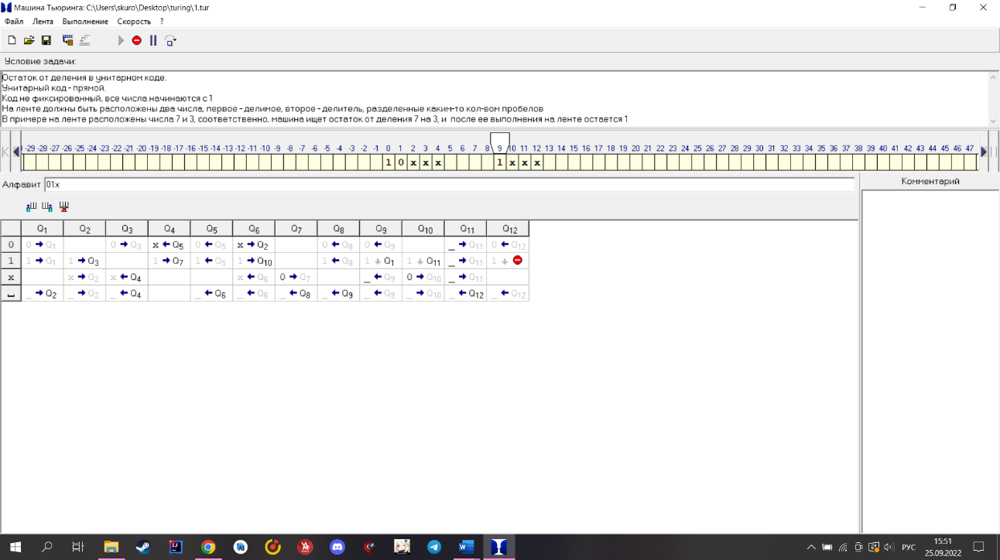 Машина Тьюринга: C:\Users\skuro\Desktop\turing\1.tur
Файл Лента Выполнение Скорость ?
Условие задачи:
Остаток от деления в унитарном коде.
Унитарный код - прямой.
Код не фиксированный, все числа начинаются с 1
На ленте должны быть расположены два числа, первое - делимое, второе - делитель, разделенные каким-то кол-вом пробелов
В примере на ленте расположены числа 7 и 3, соответственно, машина ищет остаток от деления 7 на 3, и после ее выполнения на ленте остается 1
-29 -28 -27 -26 -25 -24 -23 -22 -21 -20 -19 -18 -17 -16 -15 -14 -13 -12 -11 -10 -9 -8 -7 -6 -5 -4 -3 -2 -1 0 1 2 3 4 5 6 7 8 9 10 11 12 13 14 15 16 17 18 19 20 21 22 23 24 25 26 27 28 29 30 31 32 33 34 35 36 37 38 39 40 41 42 43 44 45 46 47
1 0 x x x 1 x x x
Алфавит 01x
Комментарий
Q1 Q2 Q3 Q4 Q5 Q6 Q7 Q8 Q9 Q10 Q11 Q12
0 0 → Q1 0 → Q3 x ← Q5 0 ← Q5 x → Q2 0 ← Q8 0 ← Q9 _ → Q11 0 ← Q12
1 1 → Q1 1 → Q3 1 → Q7 1 ← Q5 1 → Q10 1 ← Q8 1 ↓ Q1 1 ↓ Q11 _ → Q11 1 ↓
x x → Q2 x ← Q4 x ← Q6 0 → Q7 _ ← Q9 0 → Q10 _ → Q11
_ → Q2 _ → Q2 _ ← Q4 _ ← Q6 _ ← Q6 _ ← Q8 _ ← Q9 _ ← Q9 _ → Q10 _ ← Q12 _ ← Q12
РУС
15:51
25.09.2022